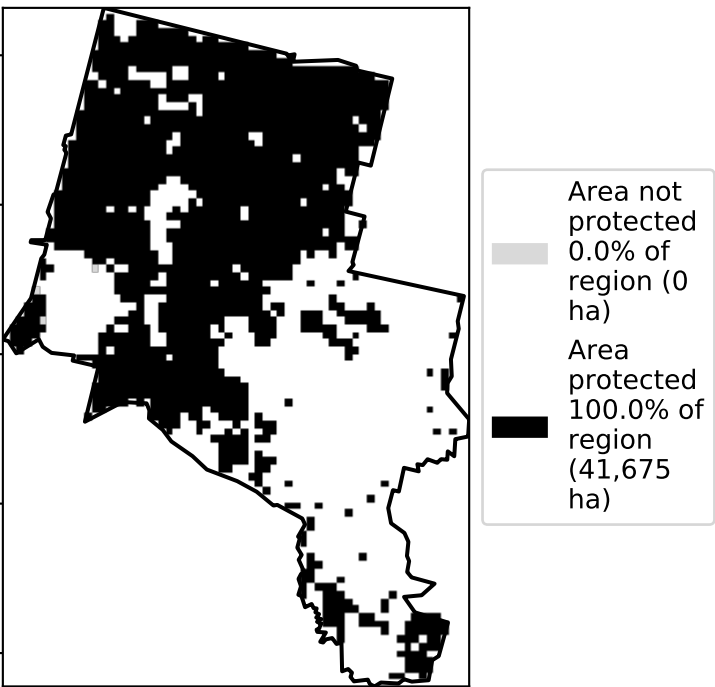 Area not
protected
0.0% of
region (0
ha)
Area
protected
100.0% of
region
(41,675
ha)